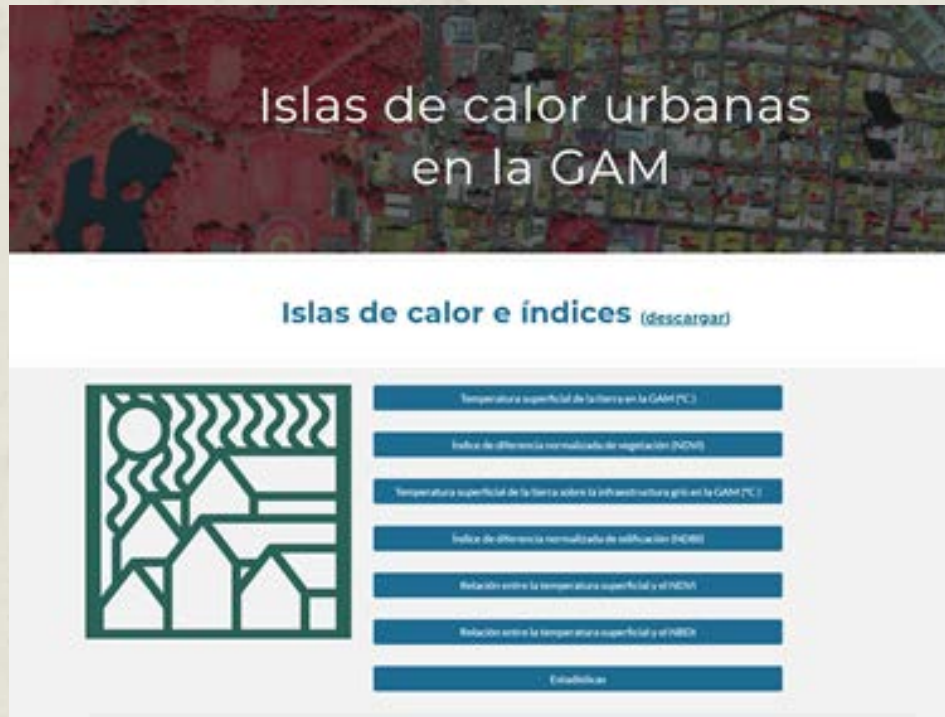 Islas de calor urbanas
en la GAM
Islas de calor e índices (descargar)
Temperatura superficial de la tierra en la GAM (°C )
Índice de diferencia normalizada de vegetación (NDVI)
Temperatura superficial de la tierra sobre la infraestructura gris en la GAM (°C )
Índice de diferencia normalizada de edificación (NDBI)
Relación entre la temperatura superficial y el NDVI
Relación entre la temperatura superficial y el NBDI
Estadísticas